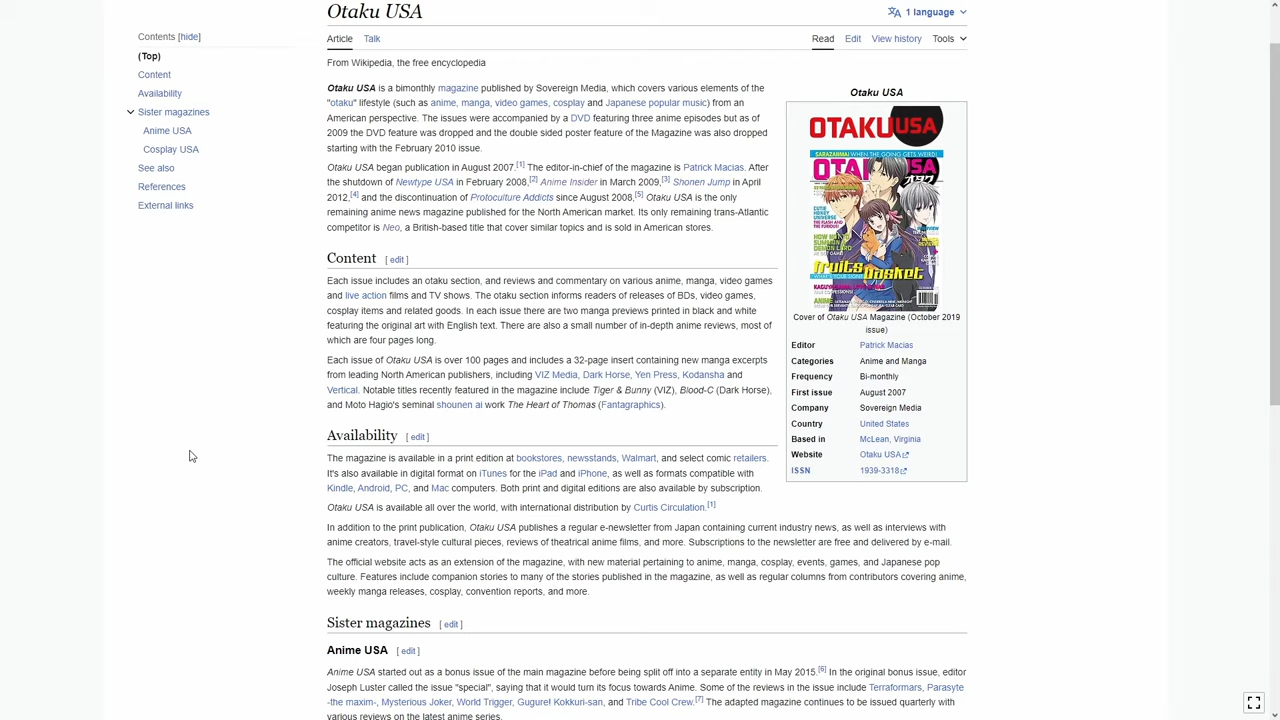 Otaku USA
1 language
Contents [hide]
(Top)
Content
Availability
Sister magazines
Anime USA
Cosplay USA
See also
References
External links
Article Talk
Read Edit View history Tools
From Wikipedia, the free encyclopedia
Otaku USA is a bimonthly magazine published by Sovereign Media, which covers various elements of the
"otaku" lifestyle (such as anime, manga, video games, cosplay and Japanese popular music) from an
American perspective. The issues were accompanied by a DVD featuring three anime episodes but as of
2009 the DVD feature was dropped and the double sided poster feature of the Magazine was also dropped
starting with the February 2010 issue.
Otaku USA began publication in August 2007.[1] The editor-in-chief of the magazine is Patrick Macias. After
the shutdown of Newtype USA in February 2008,[2] Anime Insider in March 2009,[3] Shonen Jump in April
2012,[4] and the discontinuation of Protoculture Addicts since August 2008,[5] Otaku USA is the only
remaining anime news magazine published for the North American market. Its only remaining trans-Atlantic
competitor is Neo, a British-based title that cover similar topics and is sold in American stores.
Content [ edit ]
Each issue includes an otaku section, and reviews and commentary on various anime, manga, video games
and live action films and TV shows. The otaku section informs readers of releases of BDs, video games,
cosplay items and related goods. In each issue there are two manga previews printed in black and white
featuring the original art with English text. There are also a small number of in-depth anime reviews, most of
which are four pages long.
Each issue of Otaku USA is over 100 pages and includes a 32-page insert containing new manga excerpts
from leading North American publishers, including VIZ Media, Dark Horse, Yen Press, Kodansha and
Vertical. Notable titles recently featured in the magazine include Tiger & Bunny (VIZ), Blood-C (Dark Horse),
and Moto Hagio's seminal shounen ai work The Heart of Thomas (Fantagraphics).
Availability [ edit ]
The magazine is available in a print edition at bookstores, newsstands, Walmart, and select comic retailers.
It's also available in digital format on iTunes for the iPad and iPhone, as well as formats compatible with
Kindle, Android, PC, and Mac computers. Both print and digital editions are also available by subscription.
Otaku USA is available all over the world, with international distribution by Curtis Circulation.[1]
In addition to the print publication, Otaku USA publishes a regular e-newsletter from Japan containing current industry news, as well as interviews with
anime creators, travel-style cultural pieces, reviews of theatrical anime films, and more. Subscriptions to the newsletter are free and delivered by e-mail.
The official website acts as an extension of the magazine, with new material pertaining to anime, manga, cosplay, events, games, and Japanese pop
culture. Features include companion stories to many of the stories published in the magazine, as well as regular columns from contributors covering anime,
weekly manga releases, cosplay, convention reports, and more.
Sister magazines [ edit ]
Anime USA [ edit ]
Anime USA started out as a bonus issue of the main magazine before being split off into a separate entity in May 2015.[6] In the original bonus issue, editor
Joseph Luster called the issue "special", saying that it would turn its focus towards Anime. Some of the reviews in the issue include Terraformars, Parasyte
-the maxim-, Mysterious Joker, World Trigger, Gugure! Kokkuri-san, and Tribe Cool Crew.[7] The adapted magazine continues to be issued quarterly with
various reviews on the latest anime series.
Otaku USA
OTAKU USA
SARAZANMAI WHEN THE GOING GETS WEIRD!
fruits basket
Cover of Otaku USA Magazine (October 2019
issue)
Editor Patrick Macias
Categories Anime and Manga
Frequency Bi-monthly
First issue August 2007
Company Sovereign Media
Country United States
Based in McLean, Virginia
Website Otaku USA
ISSN 1939-3318